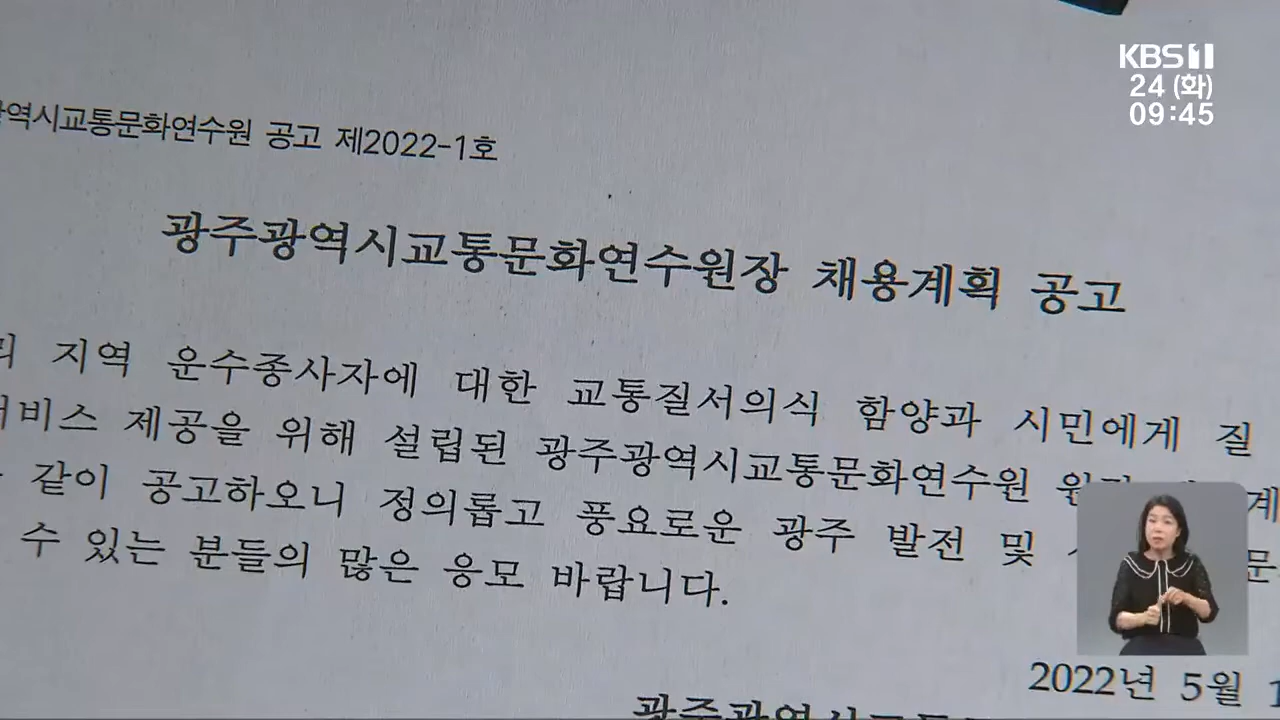 KBS 1
24 (화)
09:45
역시교통문화연수원 공고 제2022-1호
광주광역시교통문화연수원장 채용계획 공고
지역 운수종사자에 대한 교통질서의식 함양과 시민에게 질
비스 제공을 위해 설립된 광주광역시교통문화연수원
같이 공고하오니 정의롭고 풍요로운 광주 발전 및
수 있는 분들의 많은 응모 바랍니다.
2022년 5월